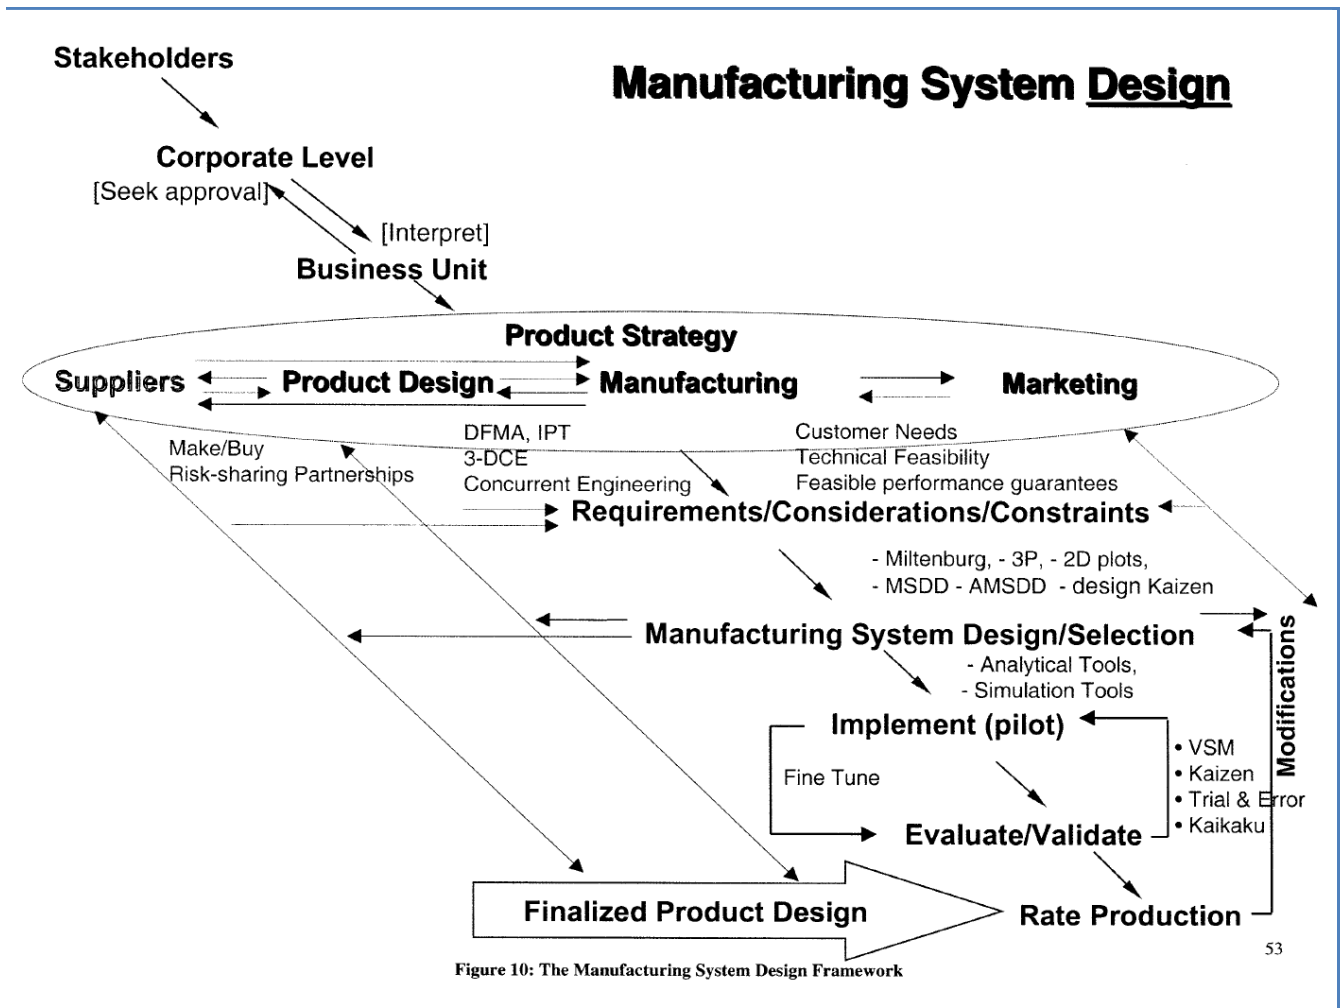 Stakeholders
Manufacturing System Design
Corporate Level
[Seek approval]
[Interpret]
Business Unit
Product Strategy
Suppliers
Product Design
Manufacturing
Marketing
Make/Buy
Risk-sharing Partnerships
DFMA, IPT
3-DCE
Concurrent Engineering
Customer Needs
Technical Feasibility
Feasible performance guarantees
Requirements/Considerations/Constraints
- Miltenburg, - 3P, - 2D plots,
- MSDD - AMSDD - design Kaizen
Manufacturing System Design/Selection
- Analytical Tools,
- Simulation Tools
Modifications
Implement (pilot)
Fine Tune
• VSM
• Kaizen
• Trial & Error
• Kaikaku
Evaluate/Validate
Finalized Product Design
Rate Production
53
Figure 10: The Manufacturing System Design Framework